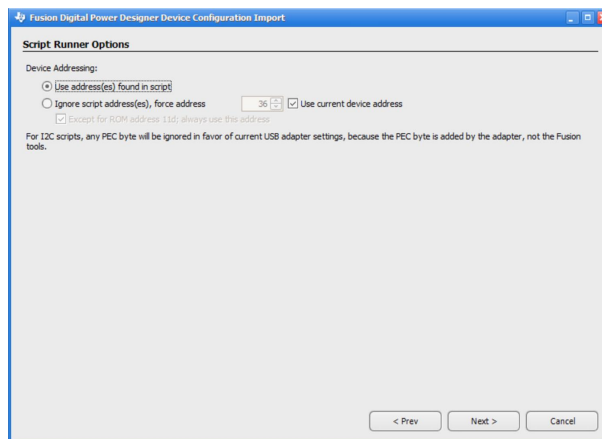 Fusion Digital Power Designer Device Configuration Import
Script Runner Options
Device Addressing:
Use address(es) found in script
Ignore script address(es), force address 36 Use current device address
Except for ROM address 11d; always use this address
For I2C scripts, any PEC byte will be ignored in favor of current USB adapter settings, because the PEC byte is added by the adapter, not the Fusion
tools.
< Prev Next > Cancel